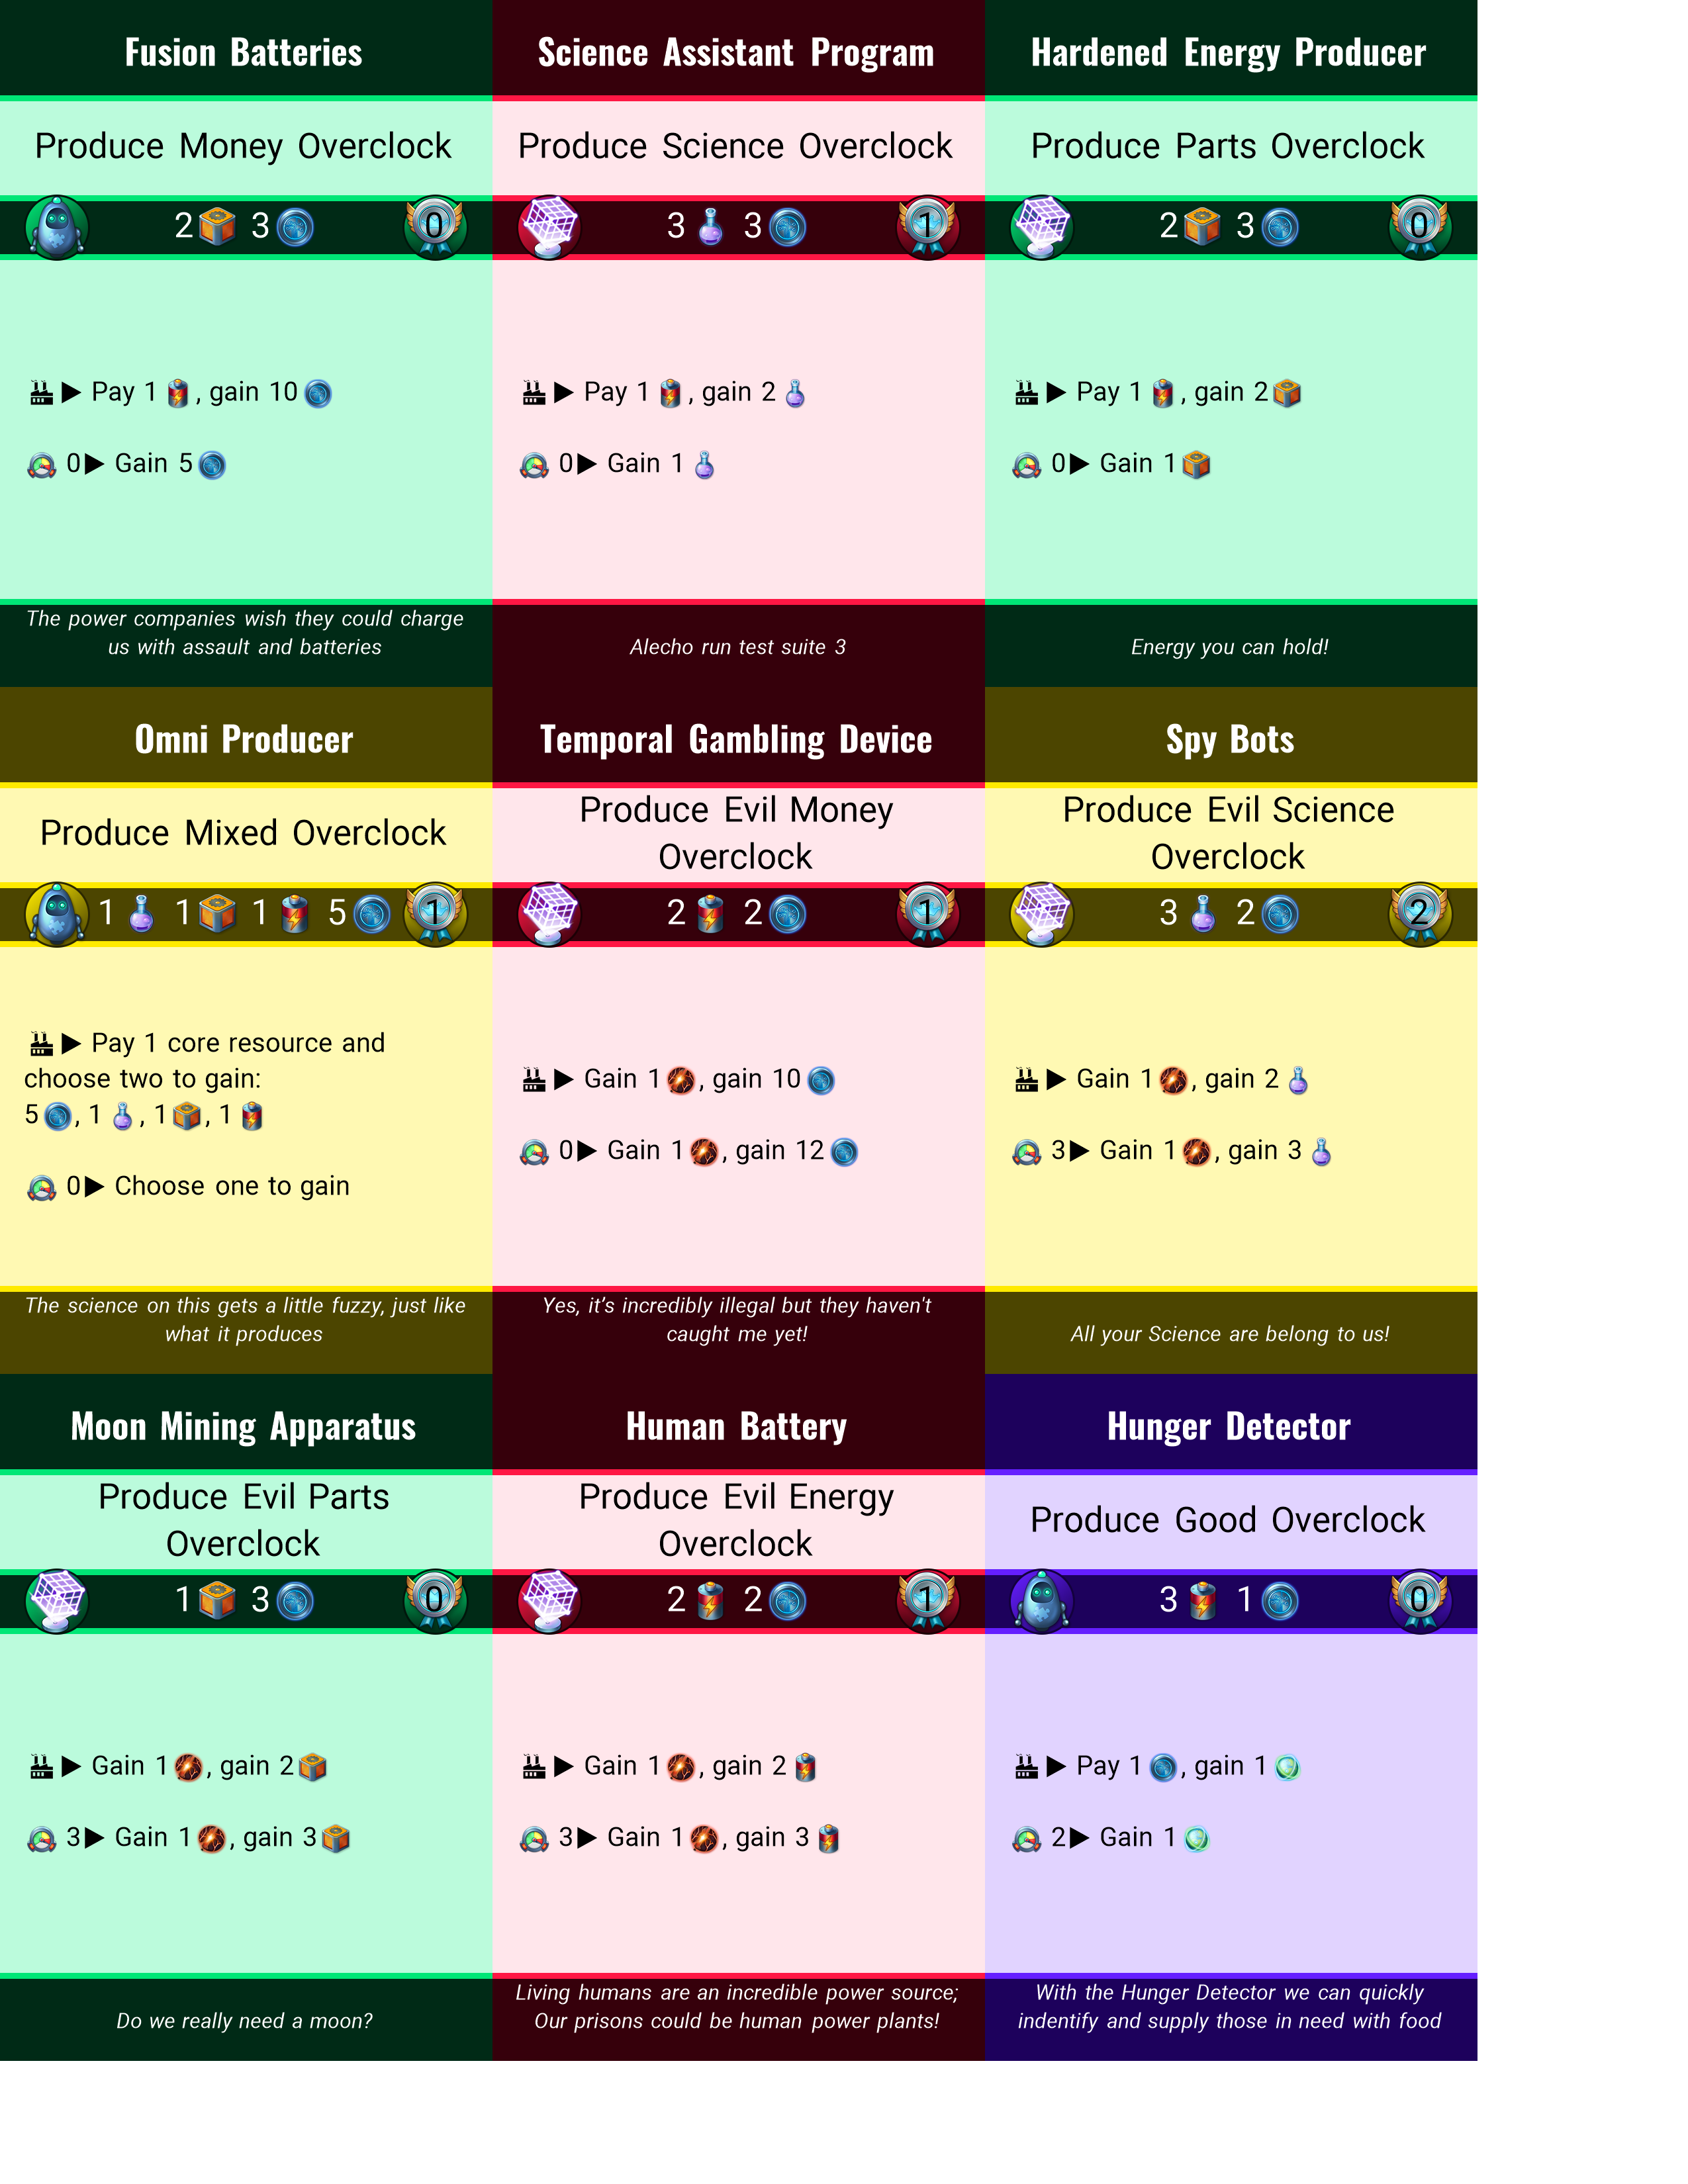 Fusion Batteries
Produce Money Overclock
2 3 0
▶ Pay 1 , gain 10
0▶ Gain 5
The power companies wish they could charge
us with assault and batteries
Science Assistant Program
Produce Science Overclock
3 3 1
▶ Pay 1 , gain 2
0▶ Gain 1
Alecho run test suite 3
Hardened Energy Producer
Produce Parts Overclock
2 3 0
▶ Pay 1 , gain 2
0▶ Gain 1
Energy you can hold!
Omni Producer
Produce Mixed Overclock
1 1 1 5 1
▶ Pay 1 core resource and
choose two to gain:
5 , 1 , 1 , 1
0▶ Choose one to gain
The science on this gets a little fuzzy, just like
what it produces
Temporal Gambling Device
Produce Evil Money
Overclock
2 2 1
▶ Gain 1 , gain 10
0▶ Gain 1 , gain 12
Yes, it’s incredibly illegal but they haven't
caught me yet!
Spy Bots
Produce Evil Science
Overclock
3 2 2
▶ Gain 1 , gain 2
3▶ Gain 1 , gain 3
All your Science are belong to us!
Moon Mining Apparatus
Produce Evil Parts
Overclock
1 3 0
▶ Gain 1 , gain 2
3▶ Gain 1 , gain 3
Do we really need a moon?
Human Battery
Produce Evil Energy
Overclock
2 2 1
▶ Gain 1 , gain 2
3▶ Gain 1 , gain 3
Living humans are an incredible power source;
Our prisons could be human power plants!
Hunger Detector
Produce Good Overclock
3 1 0
▶ Pay 1 , gain 1
2▶ Gain 1
With the Hunger Detector we can quickly
indentify and supply those in need with food